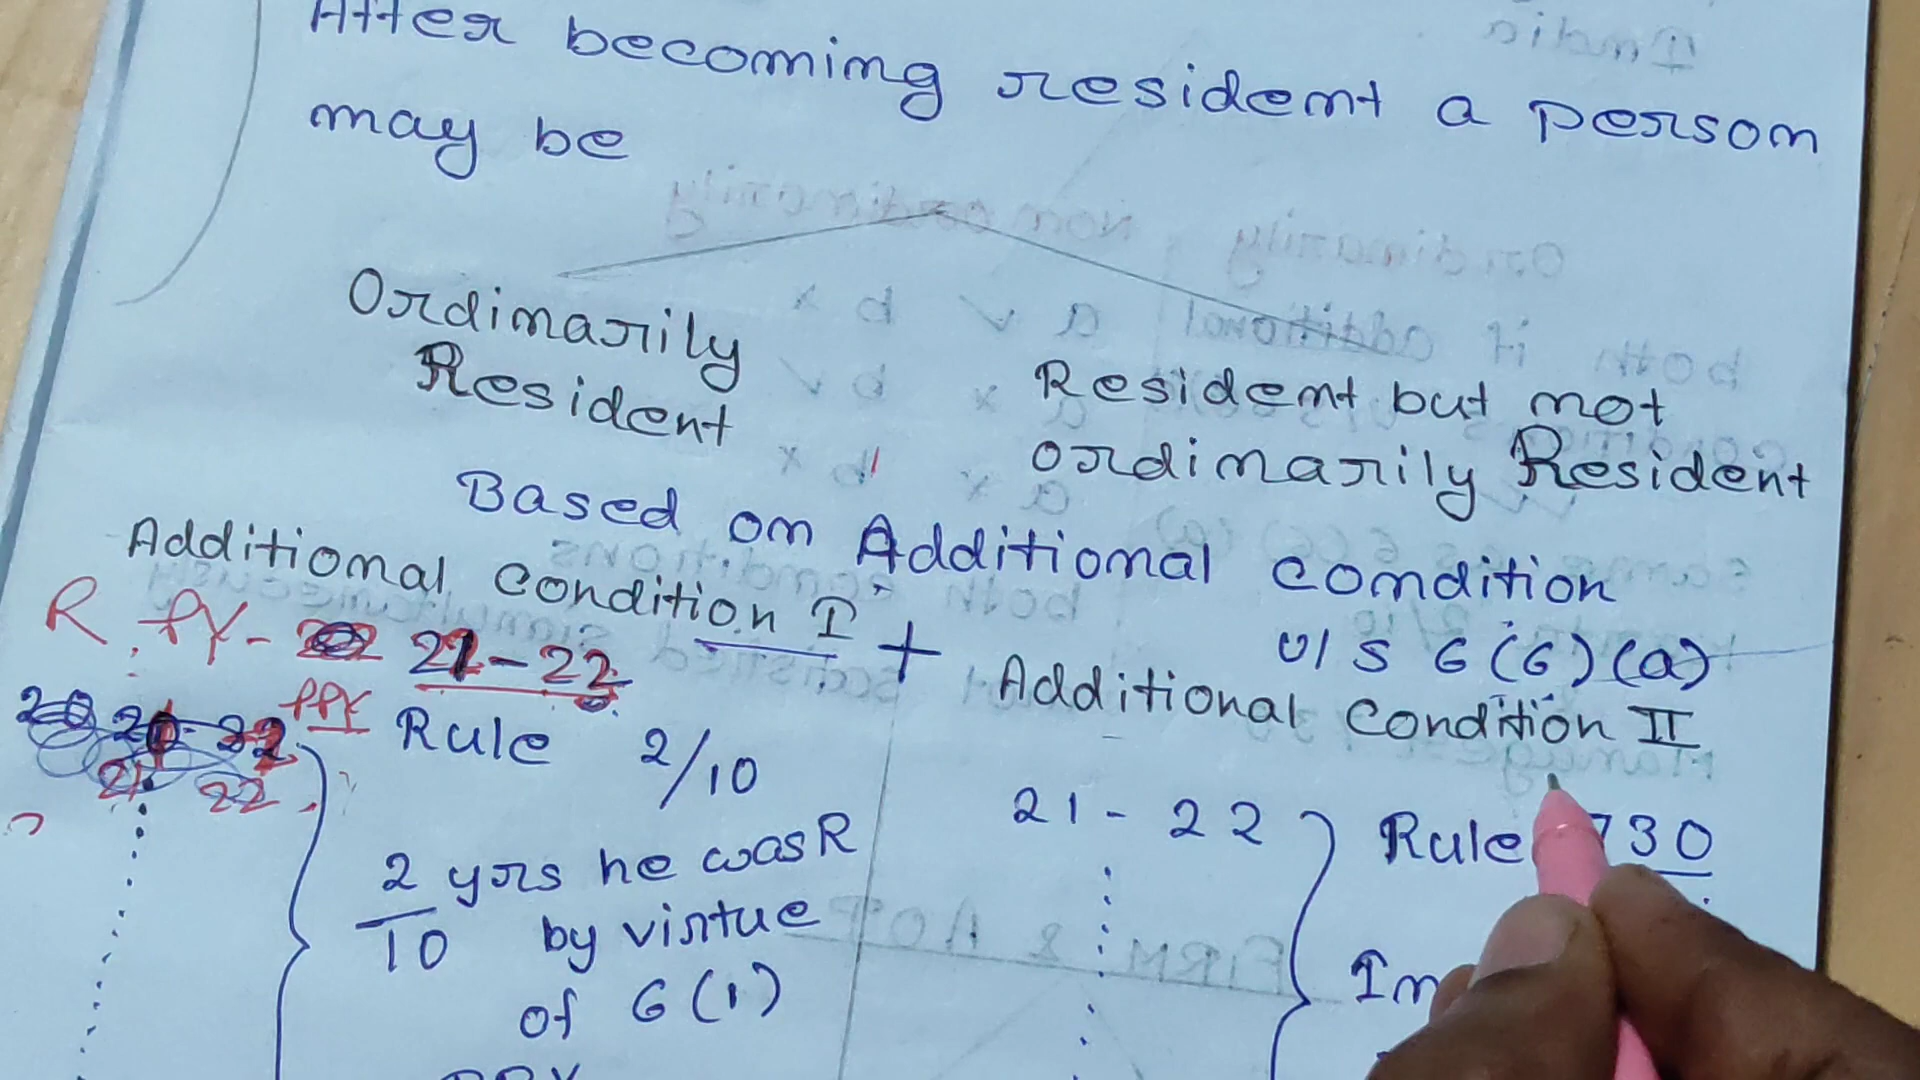 After becoming resident a person
may be
Ordinarily
Resident
Resident but not
ordinarily Resident
Based on Additional condition
U/S 6(6)(a)
Additional Condition I +
Additional Condition II
R PY - 21-22
PPY
21 22
Rule 2/10
2/10 yrs he was R
by virtue
of 6(1)
21 - 22
Rule 730